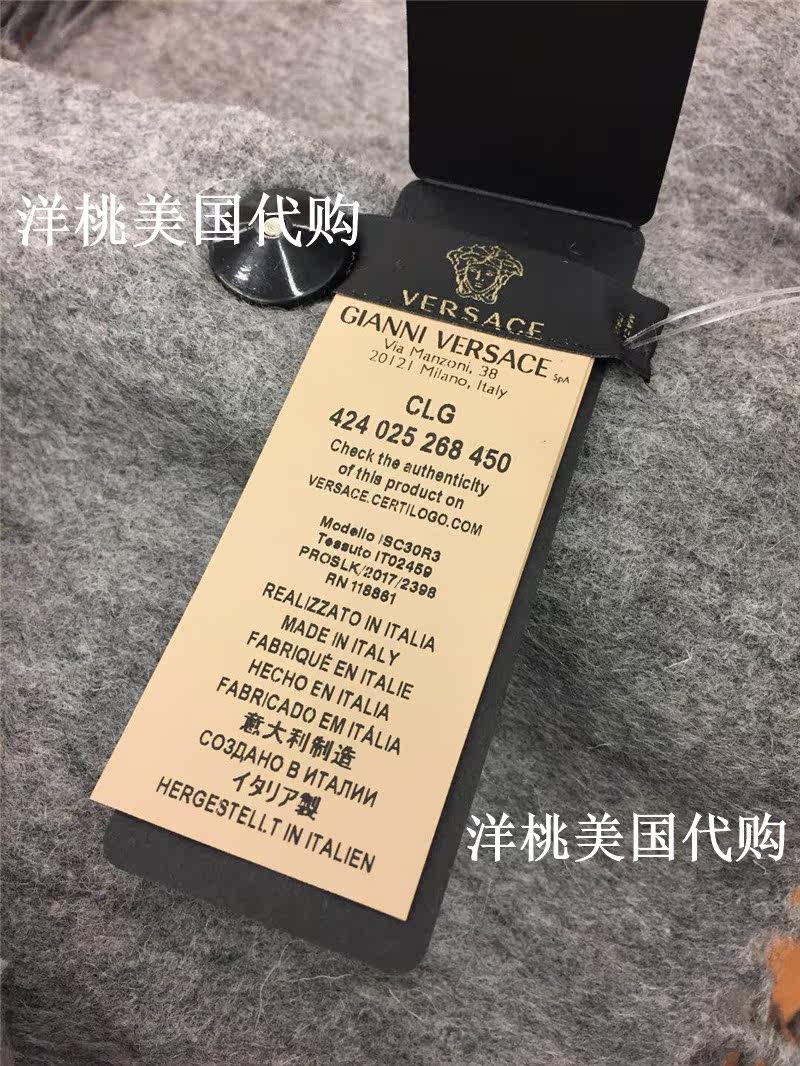 洋桃美国代购
VERSACE
GIANNI VERSACE SpA
Via Manzoni, 38
20121 Milano, Italy
CLG
424 025 268 450
Check the authenticity
of this product on
VERSACE.CERTILOGO.COM
Modello ISC30R3
Tessuto IT02459
PROSLK/2017/2398
RN 118861
REALIZZATO IN ITALIA
MADE IN ITALY
FABRIQUÉ EN ITALIE
HECHO EN ITALIA
FABRICADO EM ITÁLIA
意大利制造
СОЗДАНО В ИТАЛИИ
イタリア製
HERGESTELLT IN ITALIEN
洋桃美国代购